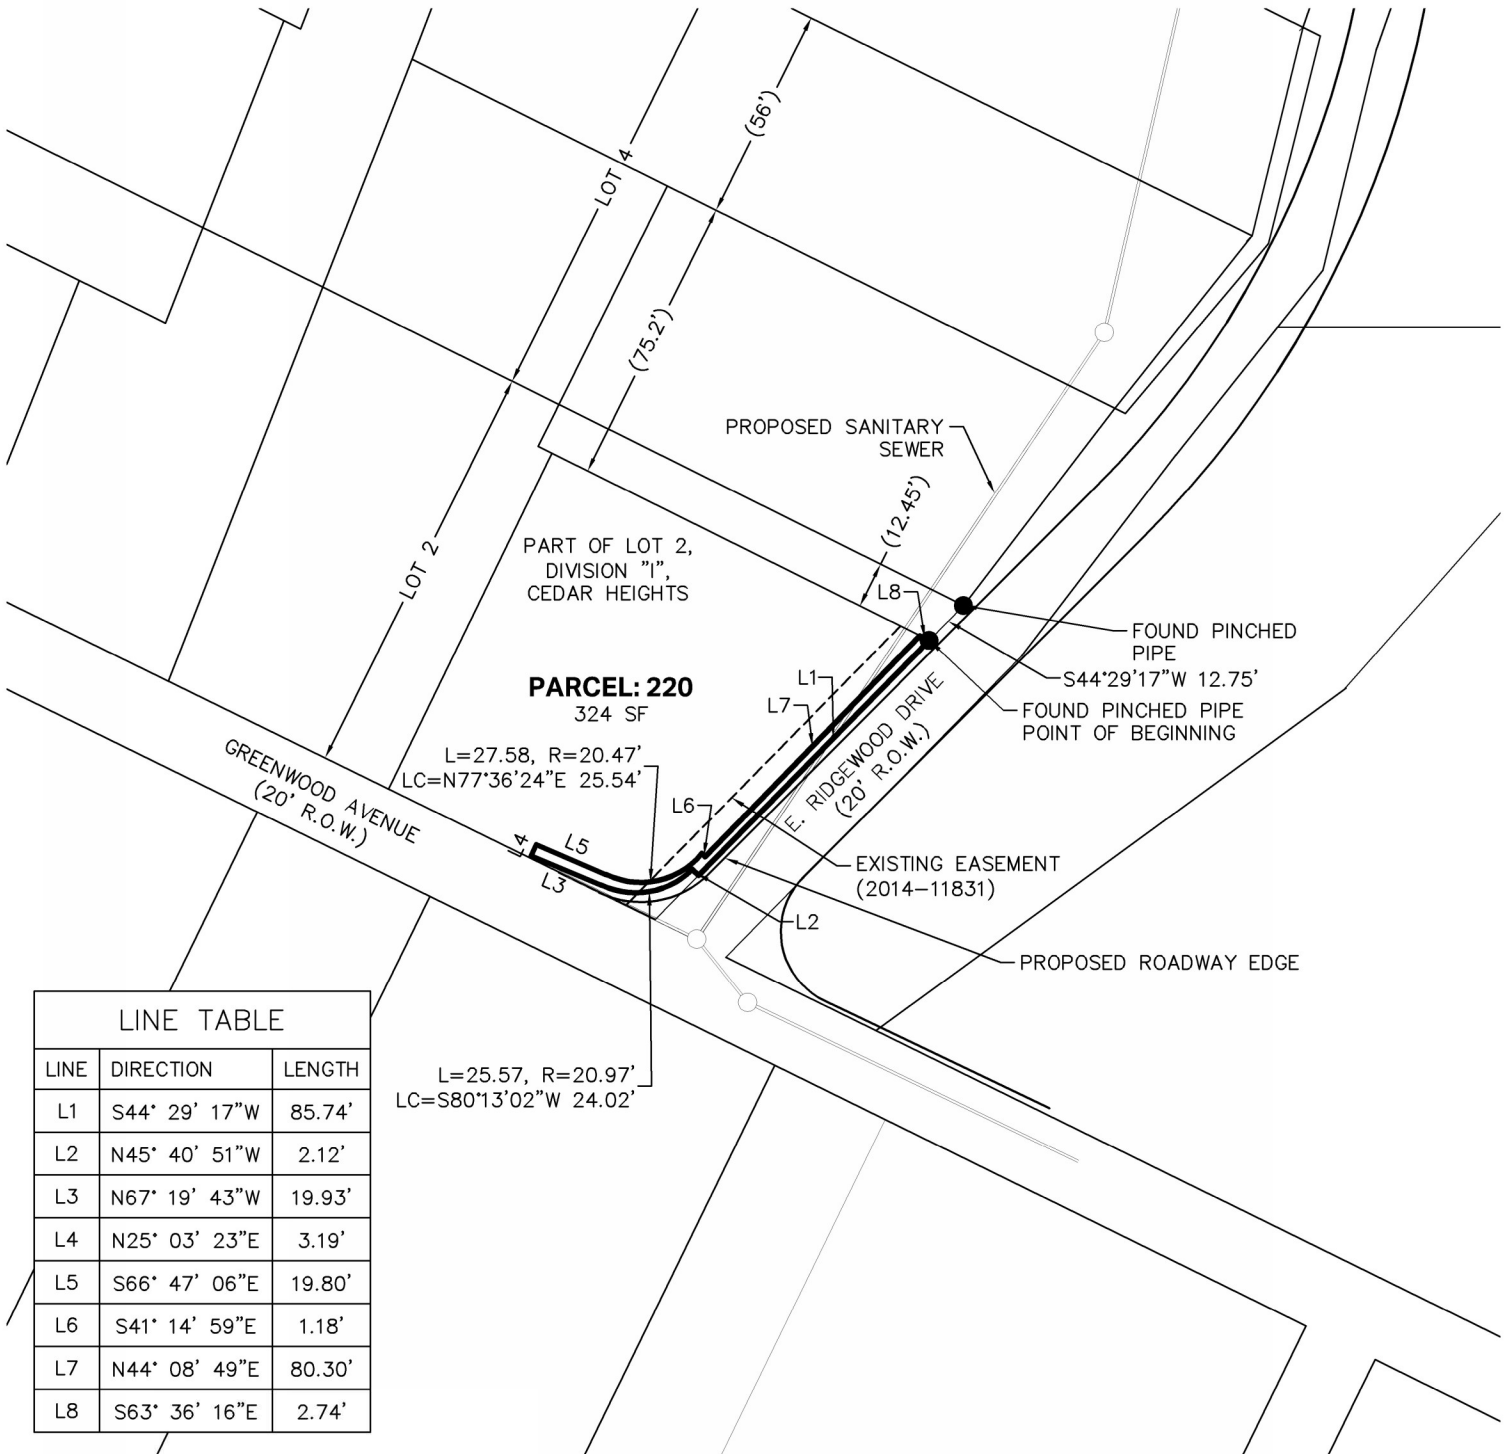 (56')
LOT 4
(75.2')
PROPOSED SANITARY
SEWER
(12.45')
LOT 2
PART OF LOT 2,
DIVISION "I",
CEDAR HEIGHTS
L8
FOUND PINCHED
PIPE
S44°29'17"W 12.75'
FOUND PINCHED PIPE
POINT OF BEGINNING
PARCEL: 220
324 SF
L1
L7
E. RIDGEWOOD DRIVE
(20' R.O.W.)
L=27.58, R=20.47'
LC=N77°36'24"E 25.54'
GREENWOOD AVENUE
(20' R.O.W.)
L6
L4
L5
L3
EXISTING EASEMENT
(2014-11831)
L2
PROPOSED ROADWAY EDGE
L=25.57, R=20.97'
LC=S80°13'02"W 24.02'
LINE TABLE
LINE DIRECTION LENGTH
L1 S44° 29' 17"W 85.74'
L2 N45° 40' 51"W 2.12'
L3 N67° 19' 43"W 19.93'
L4 N25° 03' 23"E 3.19'
L5 S66° 47' 06"E 19.80'
L6 S41° 14' 59"E 1.18'
L7 N44° 08' 49"E 80.30'
L8 S63° 36' 16"E 2.74'